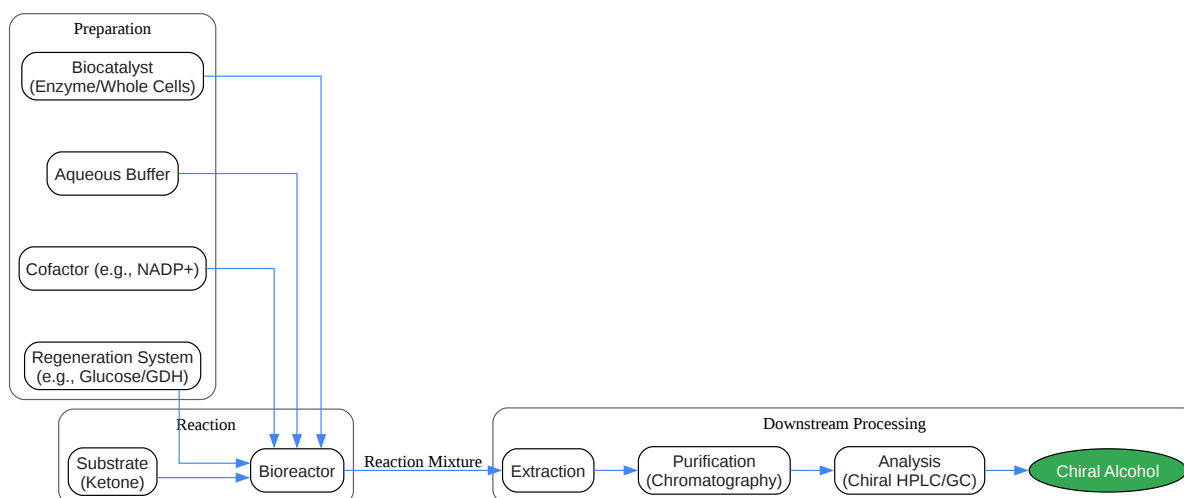 Preparation
Biocatalyst
(Enzyme/Whole Cells)
Aqueous Buffer
Cofactor (e.g., NADP+)
Regeneration System
(e.g., Glucose/GDH)
Reaction
Substrate
(Ketone)
Bioreactor
Reaction Mixture
Downstream Processing
Extraction
Purification
(Chromatography)
Analysis
(Chiral HPLC/GC)
Chiral Alcohol